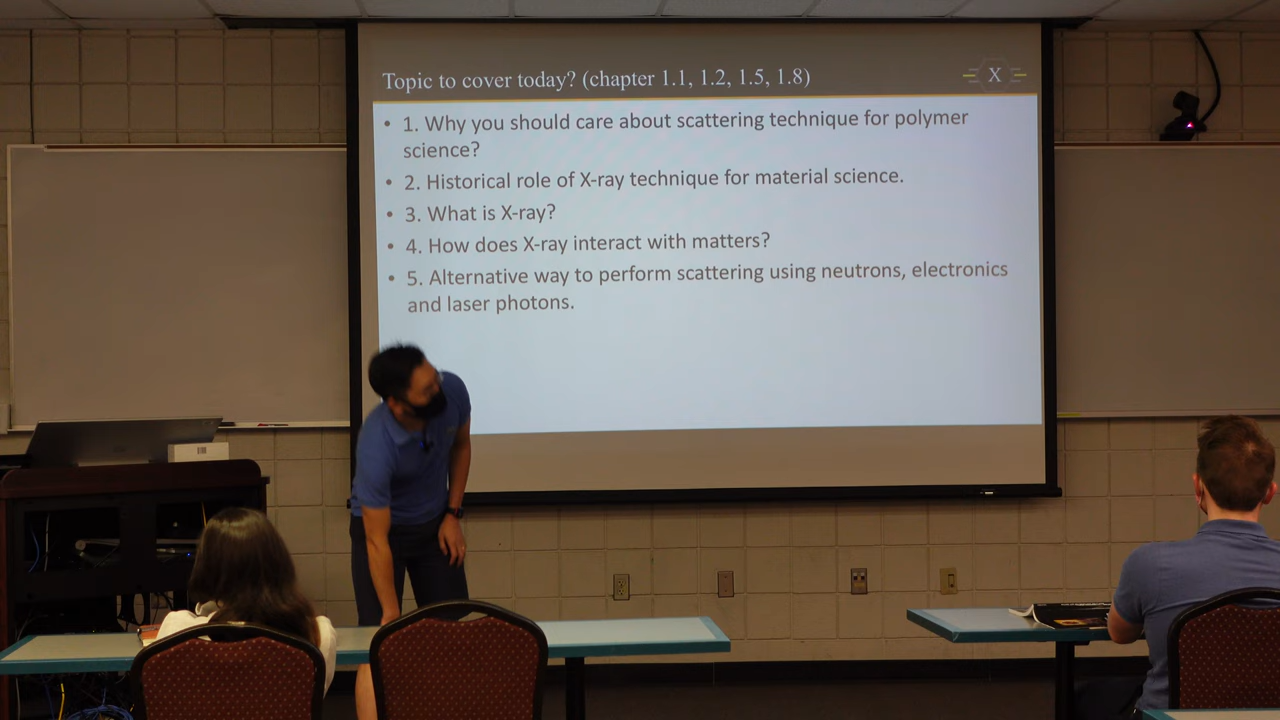 Topic to cover today? (chapter 1.1, 1.2, 1.5, 1.8)
X
• 1. Why you should care about scattering technique for polymer
science?
• 2. Historical role of X-ray technique for material science.
• 3. What is X-ray?
• 4. How does X-ray interact with matters?
• 5. Alternative way to perform scattering using neutrons, electronics
and laser photons.